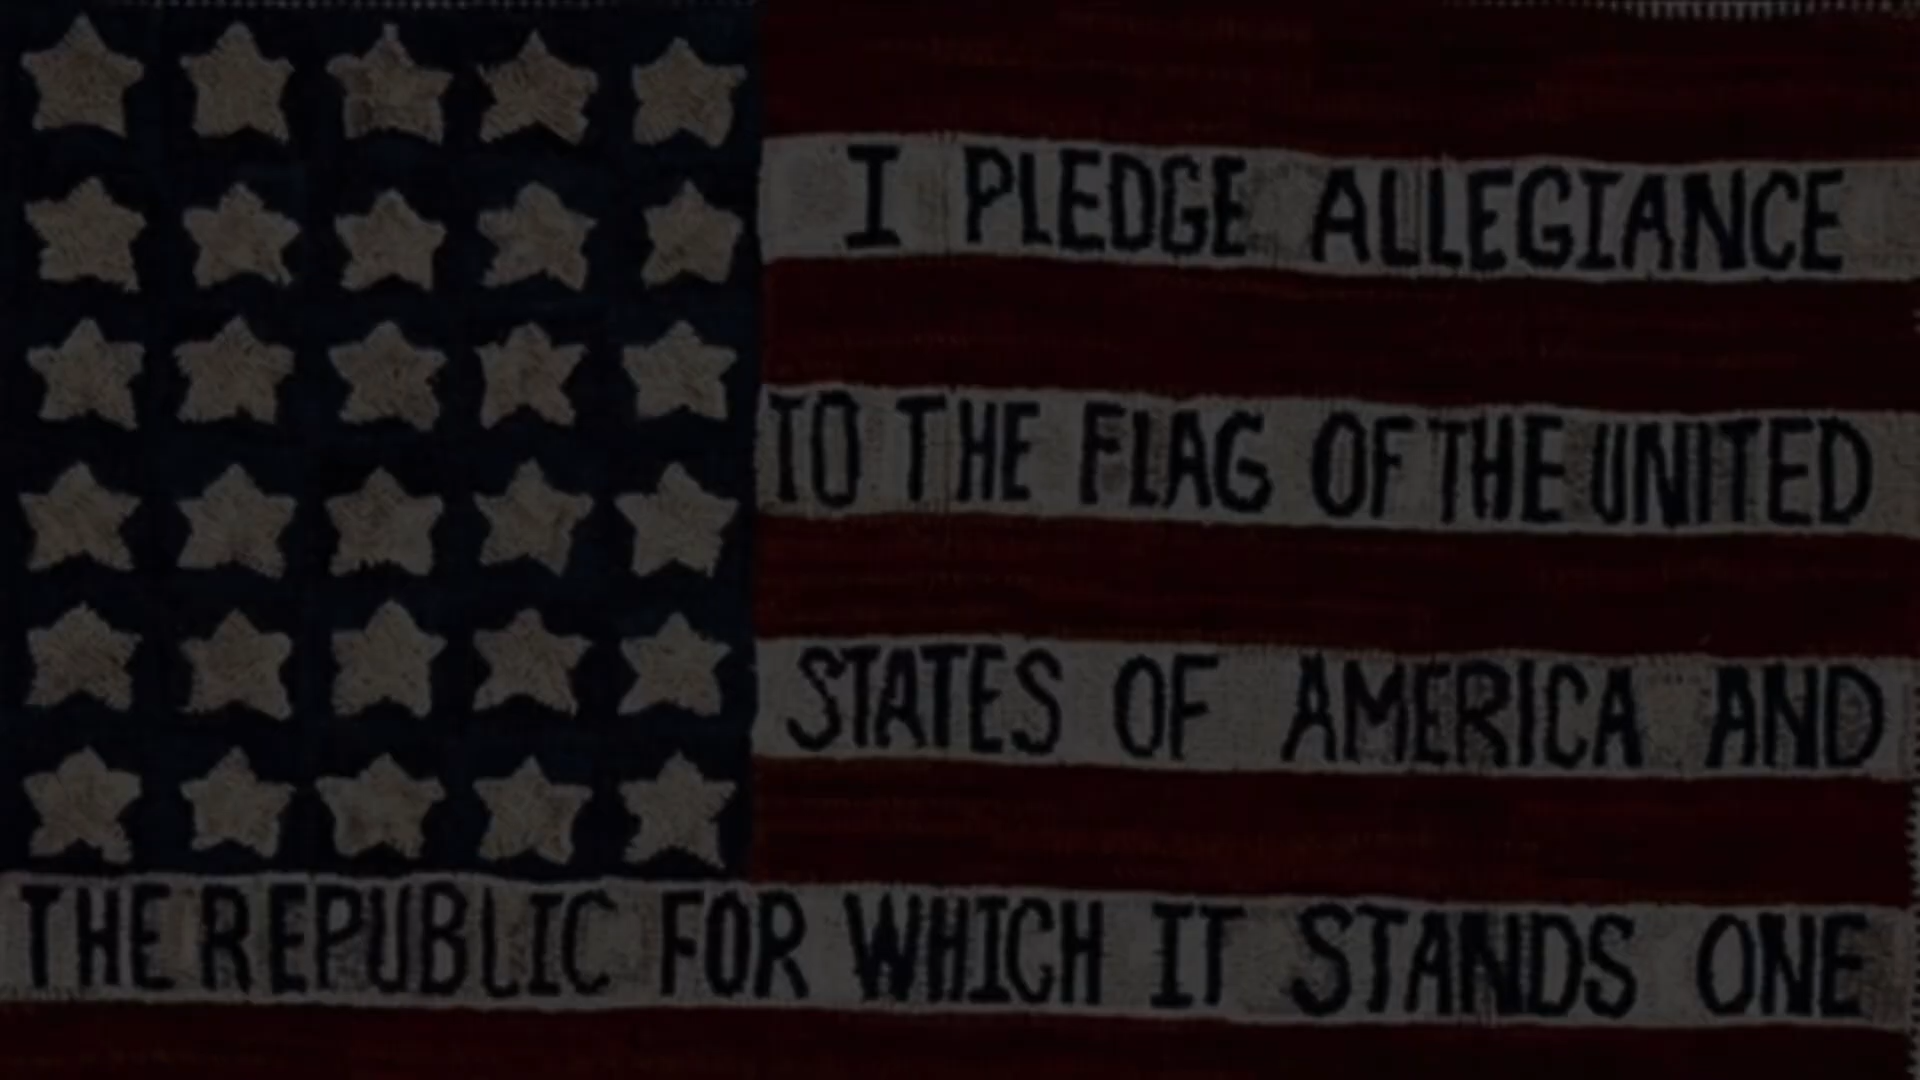 I PLEDGE ALLEGIANCE
TO THE FLAG OF THE UNITED
STATES OF AMERICA AND
THE REPUBLIC FOR WHICH IT STANDS ONE